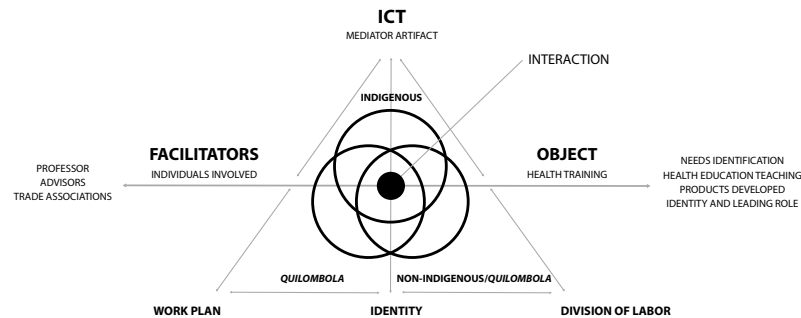 ICT
MEDIATOR ARTIFACT
INTERACTION
INDIGENOUS
FACILITATORS
INDIVIDUALS INVOLVED
OBJECT
HEALTH TRAINING
PROFESSOR
ADVISORS
TRADE ASSOCIATIONS
NEEDS IDENTIFICATION
HEALTH EDUCATION TEACHING
PRODUCTS DEVELOPED
IDENTITY AND LEADING ROLE
QUILOMBOLA
NON-INDIGENOUS/QUILOMBOLA
WORK PLAN
IDENTITY
DIVISION OF LABOR